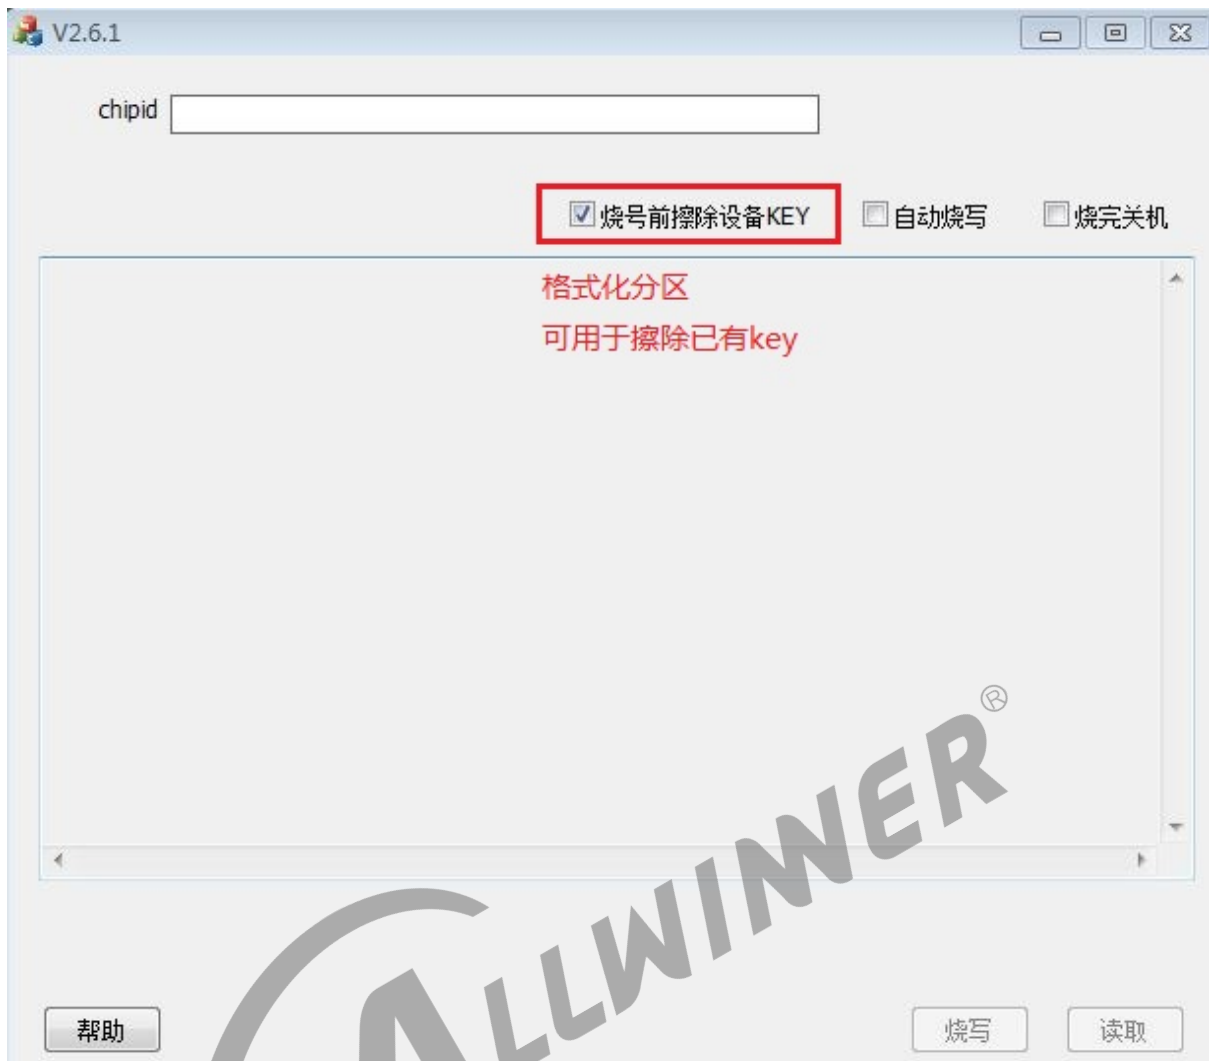 V2.6.1
chipid
烧号前擦除设备KEY 自动烧写 烧完关机
格式化分区
可用于擦除已有key
ALLWINNER®
帮助 烧写 读取